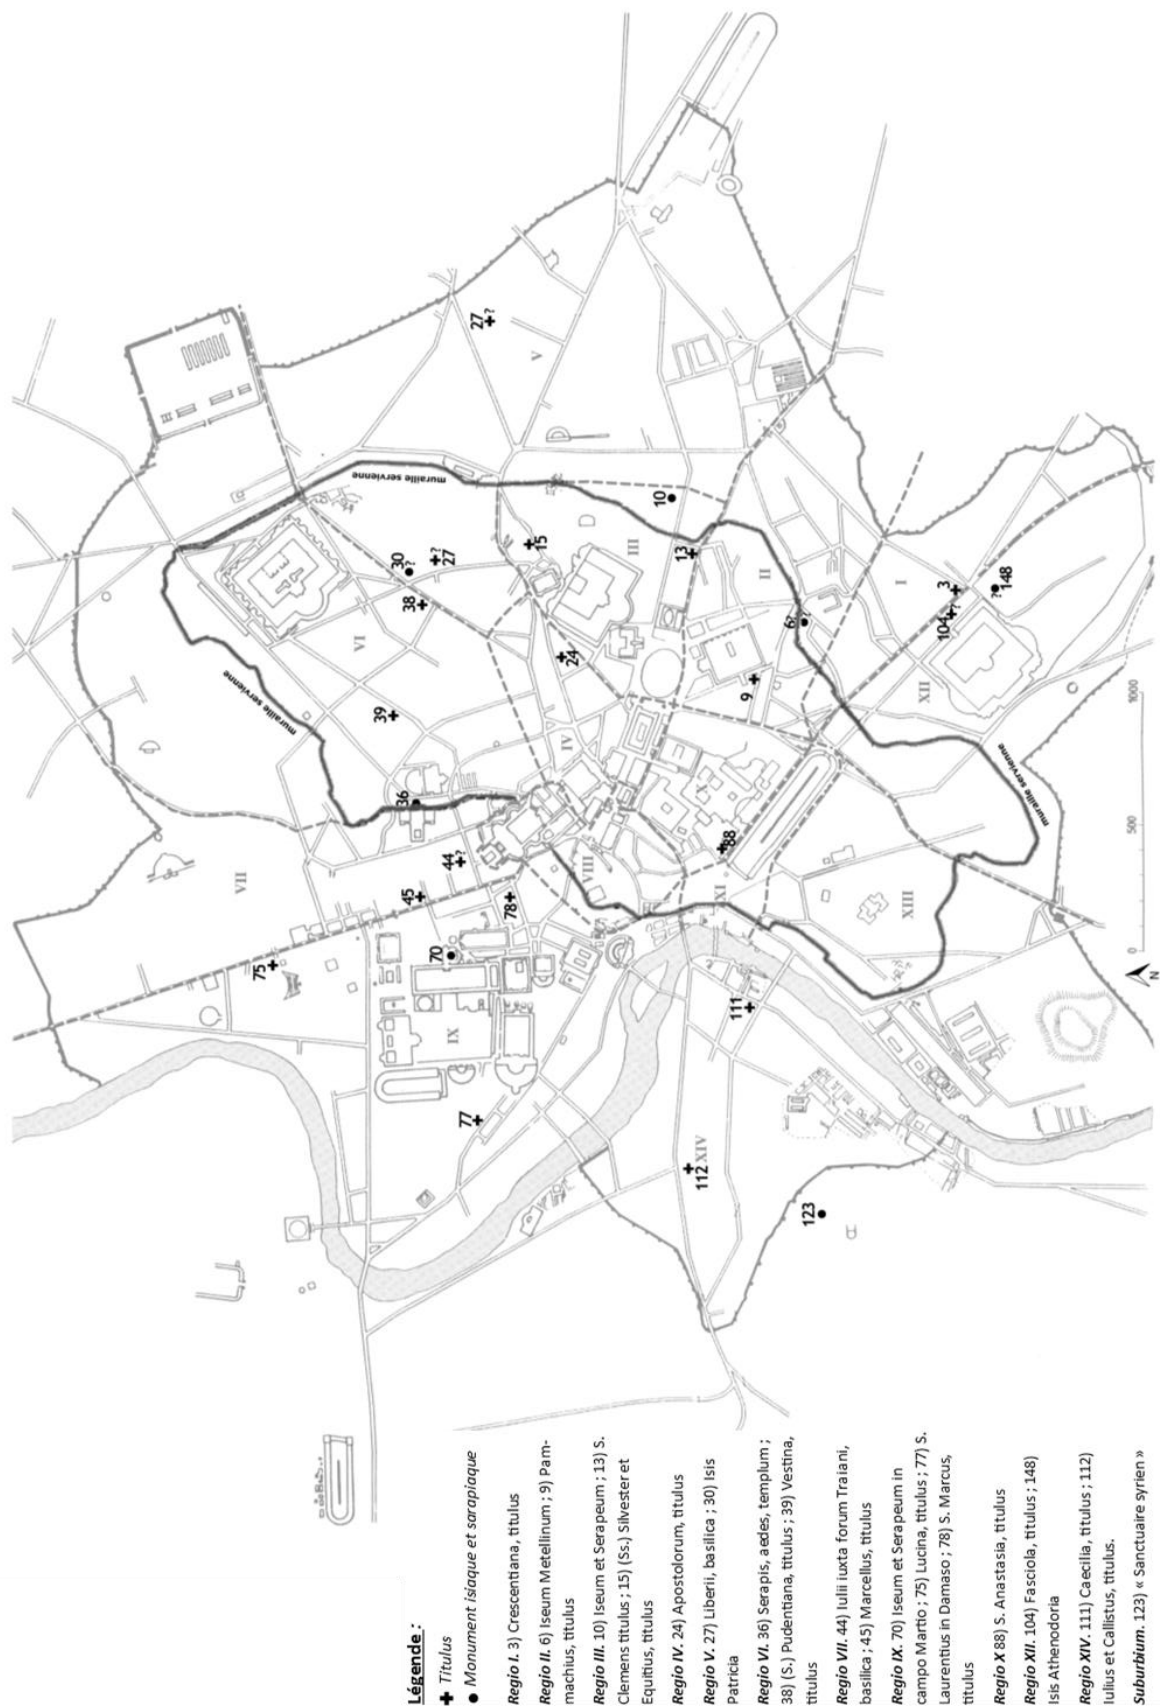 Légende :
Titulus
Monument isiaque et sarapiaque
Regio I. 3) Crescentiana, titulus
Regio II. 6) Iseum Metellinum ; 9) Pam-
machius, titulus
Regio III. 10) Iseum et Serapeum ; 13) S.
Clemens titulus ; 15) (Ss.) Silvester et
Equitius, titulus
Regio IV. 24) Apostolorum, titulus
Regio V. 27) Liberii, basilica ; 30) Isis
Patricia
Regio VI. 36) Serapis, aedes, templum ;
38) (S.) Pudentiana, titulus ; 39) Vestina,
titulus
Regio VII. 44) Iulii iuxta forum Traiani,
basilica ; 45) Marcellus, titulus
Regio IX. 70) Iseum et Serapeum in
campo Martio ; 75) Lucina, titulus ; 77) S.
Laurentius in Damaso ; 78) S. Marcus,
titulus
Regio X 88) S. Anastasia, titulus
Regio XII. 104) Fasciola, titulus ; 148)
Isis Athenodoria
Regio XIV. 111) Caecilia, titulus ; 112)
Iulius et Callistus, titulus.
Suburbium. 123) « Sanctuaire syrien »
muraille servienne
muraille servienne
muraille servienne
I
II
III
IV
V
VI
VII
VIII
IX
X
XI
XII
XIII
XIV
3
6?
?
9
10
13
15
24
27
?
27
?
30
?
36
38
39
44
?
45
70
75
77
78
88
104
?
111
112
123
148
?
0
500
1000
N